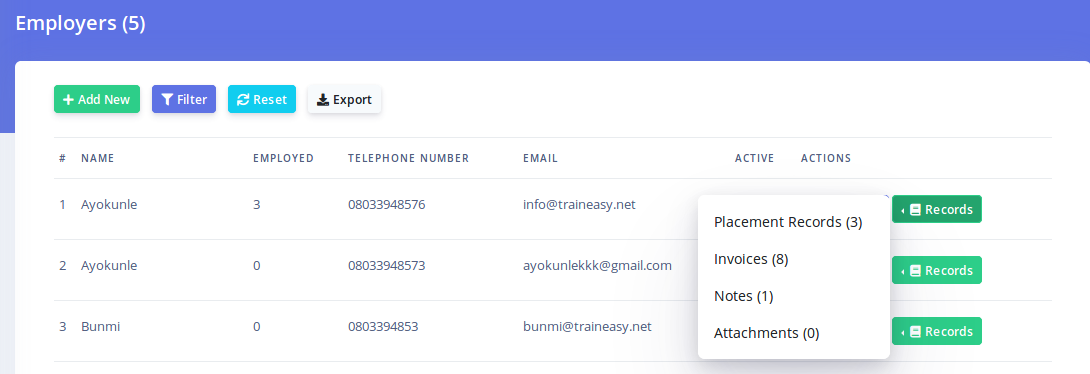 Employers (5)
Add New Filter Reset Export
# NAME EMPLOYED TELEPHONE NUMBER EMAIL ACTIVE ACTIONS
1 Ayokunle 3 08033948576 info@traineasy.net Records
Placement Records (3)
Invoices (8)
Notes (1)
Attachments (0)
2 Ayokunle 0 08033948573 ayokunlekkk@gmail.com Records
3 Bunmi 0 0803394853 bunmi@traineasy.net Records